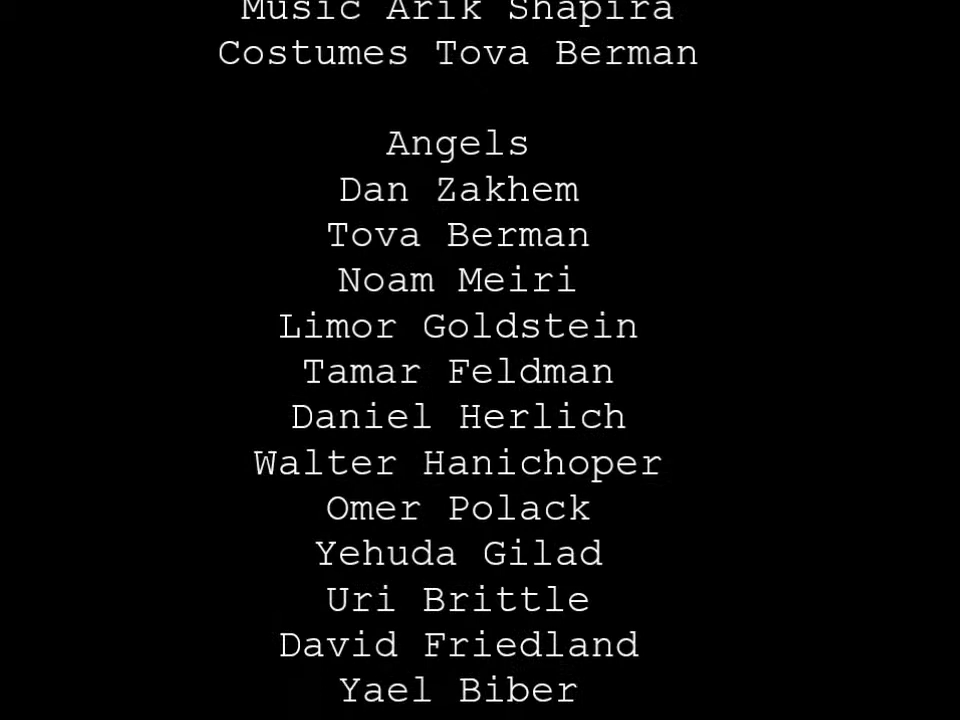 Music Arik Shapira
Costumes Tova Berman
Angels
Dan Zakhem
Tova Berman
Noam Meiri
Limor Goldstein
Tamar Feldman
Daniel Herlich
Walter Hanichoper
Omer Polack
Yehuda Gilad
Uri Brittle
David Friedland
Yael Biber